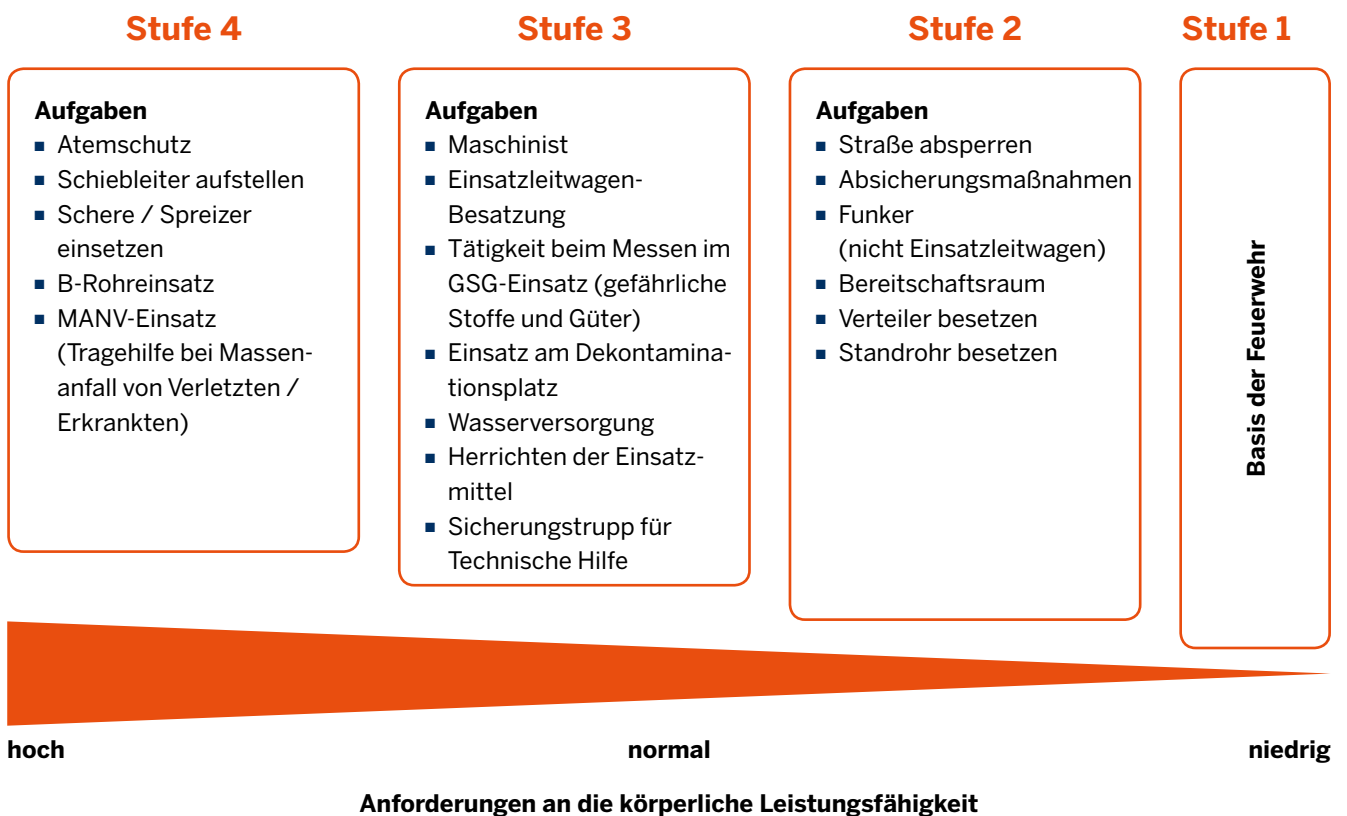 Stufe 4
Aufgaben
▪ Atemschutz
▪ Schiebleiter aufstellen
▪ Schere / Spreizer
einsetzen
▪ B-Rohreinsatz
▪ MANV-Einsatz
(Tragehilfe bei Massen-
anfall von Verletzten /
Erkrankten)
Stufe 3
Aufgaben
▪ Maschinist
▪ Einsatzleitwagen-
Besatzung
▪ Tätigkeit beim Messen im
GSG-Einsatz (gefährliche
Stoffe und Güter)
▪ Einsatz am Dekontamina-
tionsplatz
▪ Wasserversorgung
▪ Herrichten der Einsatz-
mittel
▪ Sicherungstrupp für
Technische Hilfe
Stufe 2
Aufgaben
▪ Straße absperren
▪ Absicherungsmaßnahmen
▪ Funker
(nicht Einsatzleitwagen)
▪ Bereitschaftsraum
▪ Verteiler besetzen
▪ Standrohr besetzen
Stufe 1
Basis der Feuerwehr
hoch
normal
niedrig
Anforderungen an die körperliche Leistungsfähigkeit